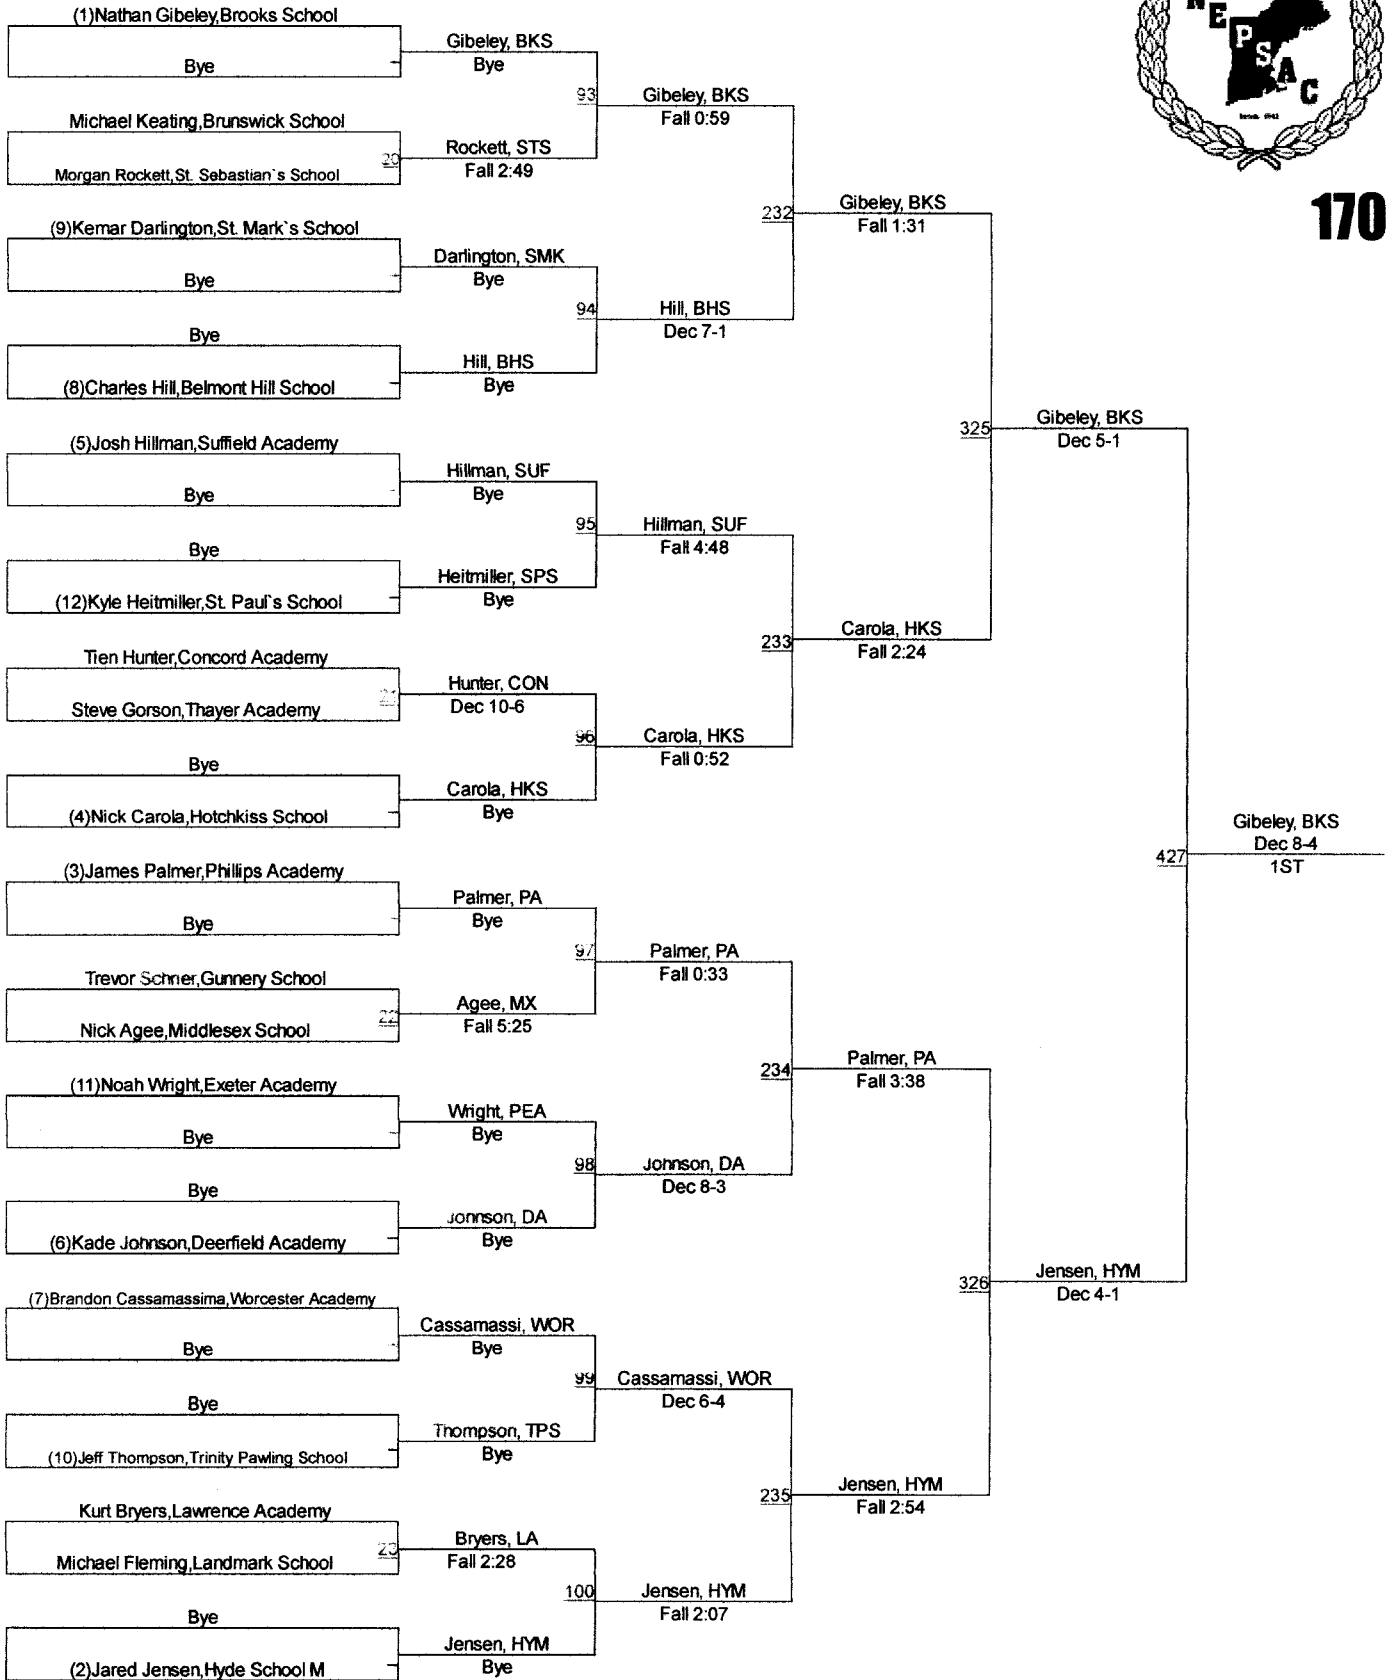 (1)Nathan Gibeley,Brooks School
Bye
Michael Keating,Brunswick School
20
Morgan Rockett,St. Sebastian`s School
(9)Kemar Darlington,St. Mark`s School
Bye
Bye
(8)Charles Hill,Belmont Hill School
(5)Josh Hillman,Suffield Academy
Bye
Bye
(12)Kyle Heitmiller,St. Paul`s School
Tien Hunter,Concord Academy
21
Steve Gorson,Thayer Academy
Bye
(4)Nick Carola,Hotchkiss School
(3)James Palmer,Phillips Academy
Bye
Trevor Schrier,Gunnery School
22
Nick Agee,Middlesex School
(11)Noah Wright,Exeter Academy
Bye
Bye
(6)Kade Johnson,Deerfield Academy
(7)Brandon Cassamassima,Worcester Academy
Bye
Bye
(10)Jeff Thompson,Trinity Pawling School
Kurt Bryers,Lawrence Academy
23
Michael Fleming,Landmark School
Bye
(2)Jared Jensen,Hyde School M
Gibeley, BKS
Bye
93
Rockett, STS
Fall 2:49
Darlington, SMK
Bye
94
Hill, BHS
Bye
Hillman, SUF
Bye
95
Heitmiller, SPS
Bye
Hunter, CON
Dec 10-6
96
Carola, HKS
Bye
Palmer, PA
Bye
97
Agee, MX
Fall 5:25
Wright, PEA
Bye
98
Johnson, DA
Bye
Cassamassi, WOR
Bye
99
Thompson, TPS
Bye
Bryers, LA
Fall 2:28
100
Jensen, HYM
Bye
Gibeley, BKS
Fall 0:59
232
Hill, BHS
Dec 7-1
Hillman, SUF
Fall 4:48
233
Carola, HKS
Fall 0:52
Palmer, PA
Fall 0:33
234
Johnson, DA
Dec 8-3
Cassamassi, WOR
Dec 6-4
235
Jensen, HYM
Fall 2:07
Gibeley, BKS
Fall 1:31
325
Carola, HKS
Fall 2:24
Palmer, PA
Fall 3:38
326
Jensen, HYM
Fall 2:54
Gibeley, BKS
Dec 5-1
427
Jensen, HYM
Dec 4-1
Gibeley, BKS
Dec 8-4
1ST
NEPSAC
170